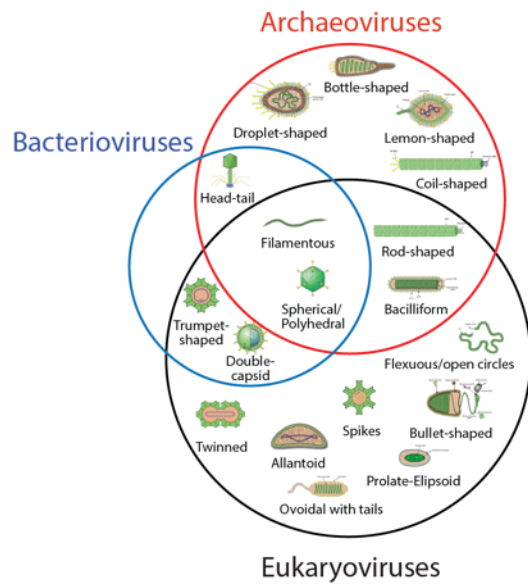 Archaeoviruses
Bottle-shaped
Droplet-shaped
Lemon-shaped
Bacterioviruses
Coil-shaped
Head-tail
Filamentous
Rod-shaped
Spherical/
Polyhedral
Bacilliform
Trumpet-
shaped
Double-
capsid
Flexuous/open circles
Spikes
Bullet-shaped
Twinned
Allantoid
Prolate-Elipsoid
Ovoidal with tails
Eukaryoviruses